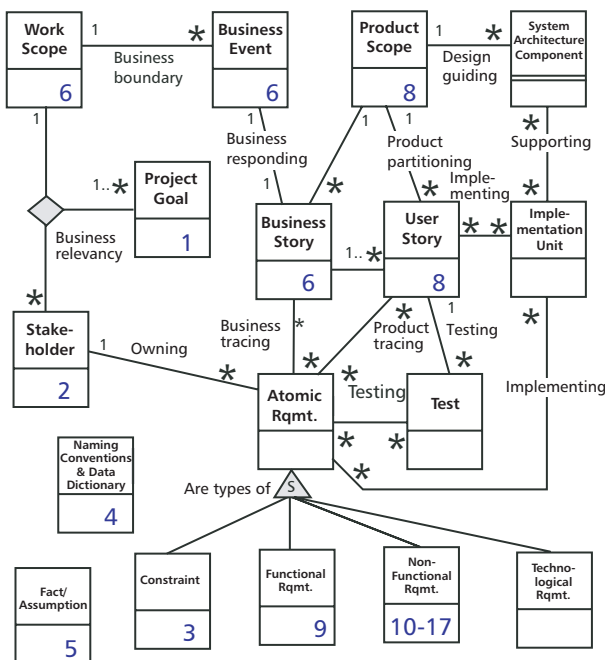 Work
Scope
6
1
*
Business
boundary
Business
Event
6
Product
Scope
8
1
*
Design
guiding
System
Architecture
Component
1
1
Business
responding
1
1
1
Product
partitioning
*
*
*
Supporting
*
Imple-
menting
1..*
Project
Goal
1
Business
relevancy
*
Business
Story
6
1..*
User
Story
8
*
*
Imple-
mentation
Unit
*
Stake-
holder
2
1
Owning
*
Business
tracing
*
*
Product
tracing
*
*
1
Testing
*
Implementing
Atomic
Rqmt.
Testing
*
*
*
Test
*
Naming
Conventions
& Data
Dictionary
4
Are types of
S
Fact/
Assumption
5
Constraint
3
Functional
Rqmt.
9
Non-
Functional
Rqmt.
10-17
Techno-
logical
Rqmt.